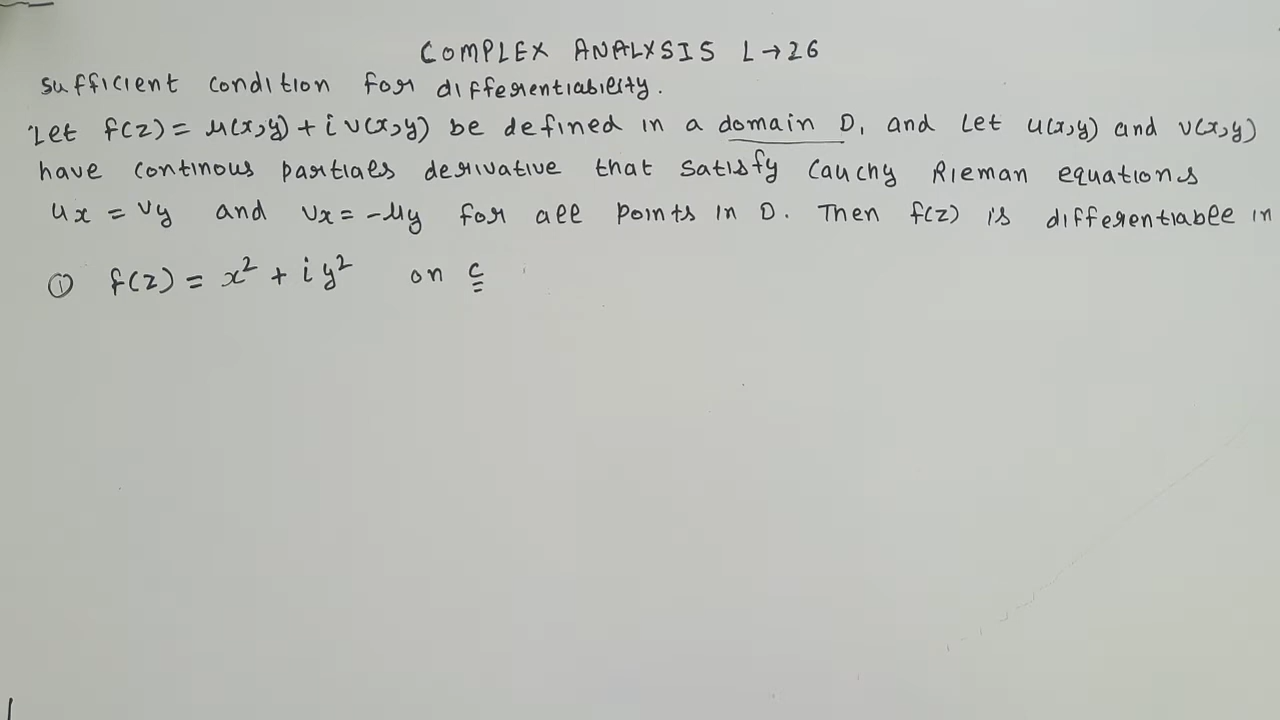 COMPLEX ANALYSIS L→26
Sufficient condition for differentiability.
Let f(z) = u(x,y) + i v(x,y) be defined in a domain D, and Let u(x,y) and v(x,y)
have continous partials derivative that satisfy Cauchy Rieman equations
ux = vy and vx = -uy for all points in D. Then f(z) is differentiable in
① f(z) = x² + i y² on C